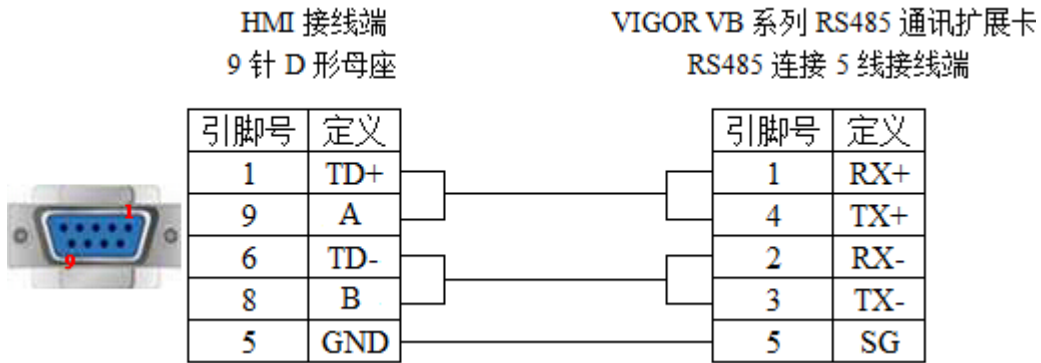 HMI 接线端
9 针 D 形母座
VIGOR VB 系列 RS485 通讯扩展卡
RS485 连接 5 线接线端
引脚号 定义
1 TD+
9 A
6 TD-
8 B
5 GND
引脚号 定义
1 RX+
4 TX+
2 RX-
3 TX-
5 SG
1
9